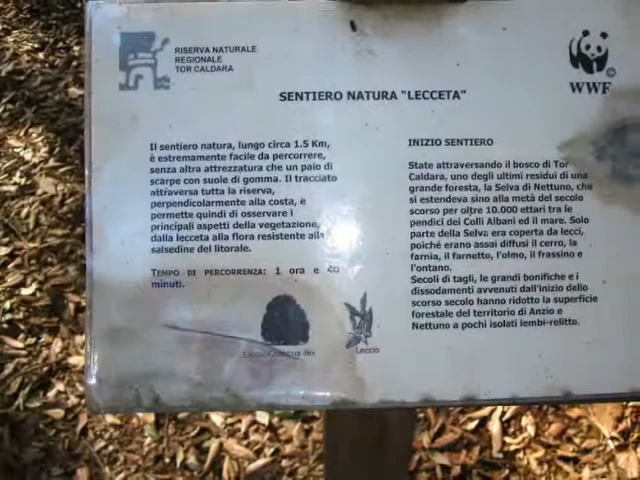 RISERVA NATURALE
REGIONALE
TOR CALDARA
WWF
SENTIERO NATURA "LECCETA"
Il sentiero natura, lungo circa 1.5 Km,
è estremamente facile da percorrere,
senza altra attrezzatura che un paio di
scarpe con suole di gomma. Il tracciato
attraversa tutta la riserva,
perpendicolarmente alla costa, e
permette quindi di osservare i
principali aspetti della vegetazione,
dalla lecceta alla flora resistente alla
salsedine del litorale.
TEMPO DI PERCORRENZA: 1 ora e 40
minuti.
Leccio
INIZIO SENTIERO
State attraversando il bosco di Tor
Caldara, uno degli ultimi residui di una
grande foresta, la Selva di Nettuno, che
si estendeva sino alla metà del secolo
scorso per oltre 10.000 ettari tra le
pendici dei Colli Albani ed il mare. Solo
parte della Selva era coperta da lecci,
poiché erano assai diffusi il cerro, la
farnia, il farnetto, l'olmo, il frassino e
l'ontano.
Secoli di tagli, le grandi bonifiche e i
dissodamenti avvenuti dall'inizio dello
scorso secolo hanno ridotto la superficie
forestale del territorio di Anzio e
Nettuno a pochi isolati lembi-relitto.